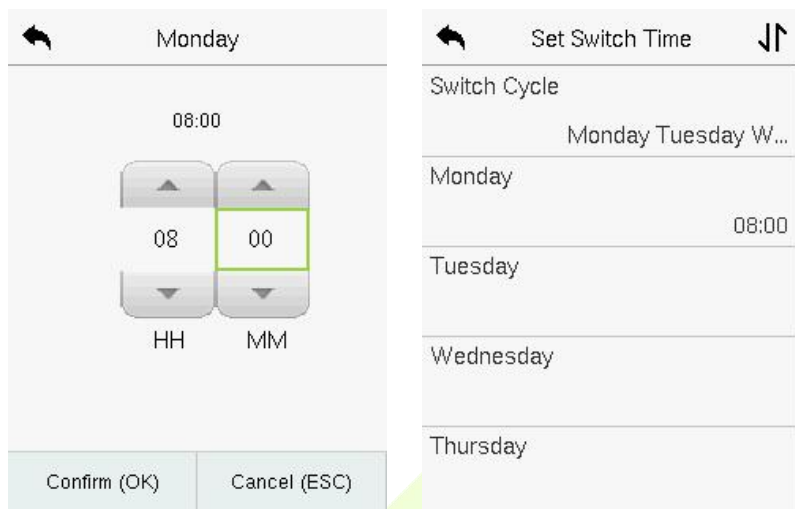 Monday
08:00
08 00
HH MM
Confirm (OK) Cancel (ESC)
Set Switch Time
Switch Cycle
Monday Tuesday W...
Monday
08:00
Tuesday
Wednesday
Thursday